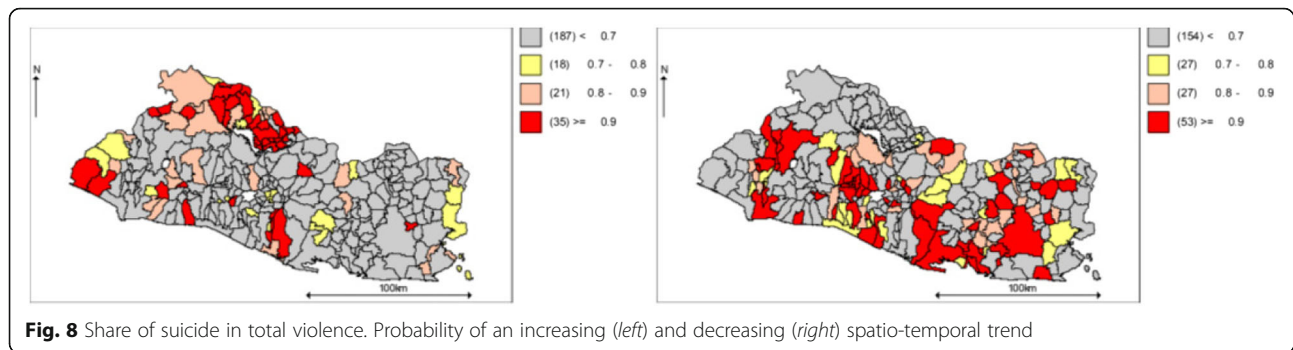 (187) < 0.7
(18) 0.7 - 0.8
(21) 0.8 - 0.9
(35) >= 0.9
N
100km
(154) < 0.7
(27) 0.7 - 0.8
(27) 0.8 - 0.9
(53) >= 0.9
N
100km
Fig. 8 Share of suicide in total violence. Probability of an increasing (left) and decreasing (right) spatio-temporal trend